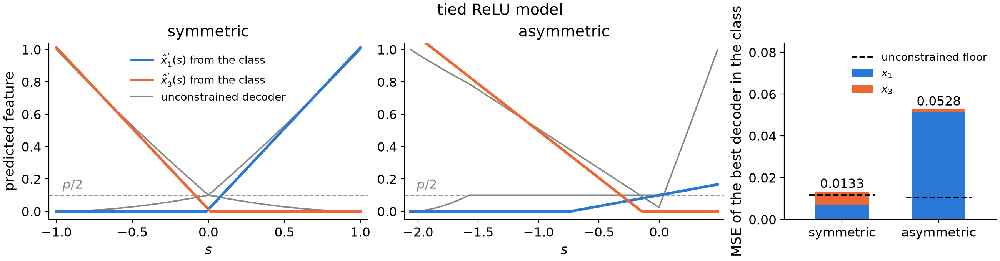 tied ReLU model
symmetric
predicted feature
1.0
0.8
0.6
0.4
0.2
0.0
x̂′₁(s) from the class
x̂′₃(s) from the class
unconstrained decoder
p/2
−1.0
−0.5
0.0
0.5
1.0
s
asymmetric
1.0
0.8
0.6
0.4
0.2
0.0
p/2
−2.0
−1.5
−1.0
−0.5
0.0
s
MSE of the best decoder in the class
0.08
0.06
0.04
0.02
0.00
unconstrained floor
x₁
x₃
0.0528
0.0133
symmetric
asymmetric